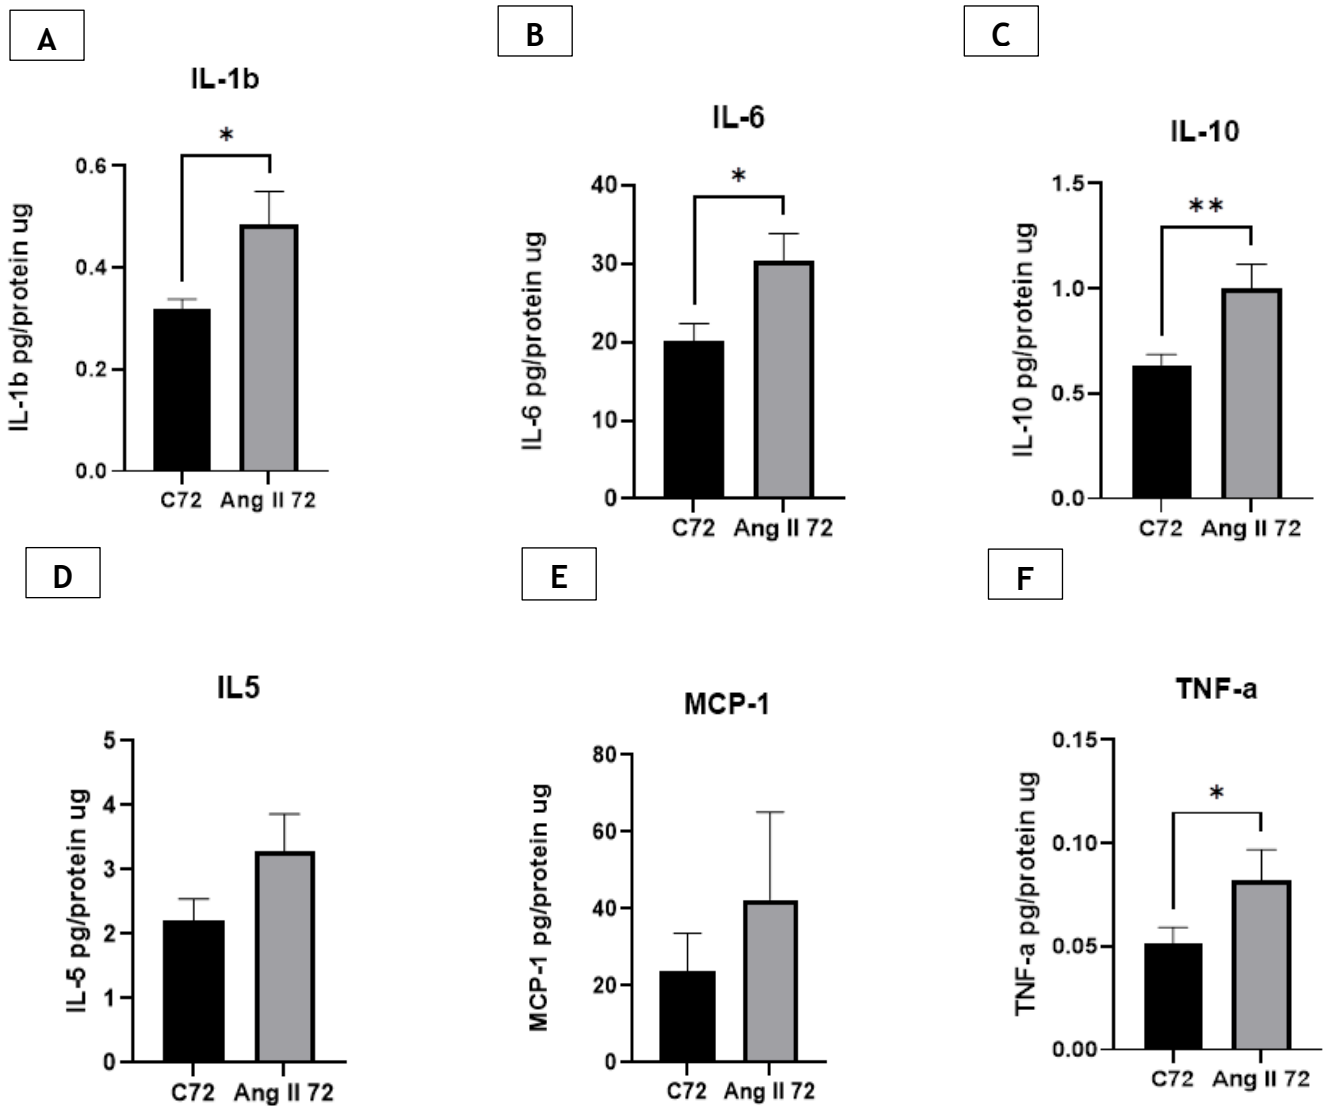 A
IL-1b
*
0.6
0.4
0.2
0.0
IL-1b pg/protein ug
C72 Ang II 72
B
IL-6
*
40
30
20
10
0
IL-6 pg/protein ug
C72 Ang II 72
C
IL-10
**
1.5
1.0
0.5
0.0
IL-10 pg/protein ug
C72 Ang II 72
D
IL5
5
4
3
2
1
0
IL-5 pg/protein ug
C72 Ang II 72
E
MCP-1
80
60
40
20
0
MCP-1 pg/protein ug
C72 Ang II 72
F
TNF-a
*
0.15
0.10
0.05
0.00
TNF-a pg/protein ug
C72 Ang II 72